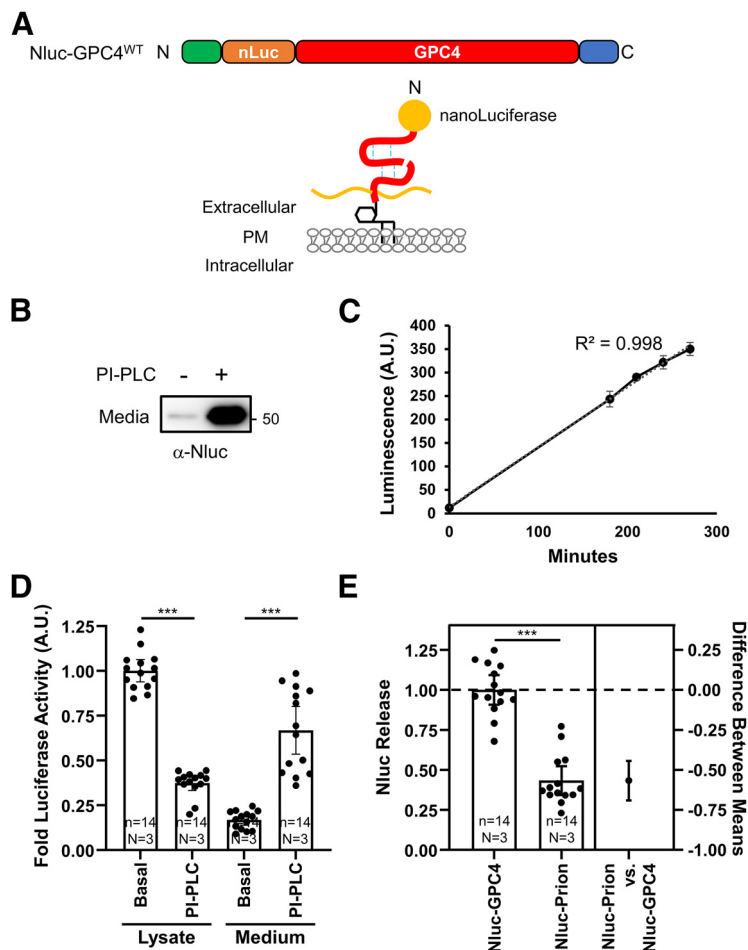 A
Nluc-GPC4WT N nLuc GPC4 C
N
nanoLuciferase
Extracellular
PM
Intracellular
B
PI-PLC - +
Media - 50
α-Nluc
C
Luminescence (A.U.)
400
350
300
250
200
150
100
50
0
R² = 0.998
0 100 200 300
Minutes
D
Fold Luciferase Activity (A.U.)
1.25
1.00
0.75
0.50
0.25
0.00
*** ***
n=14 n=14 n=14 n=14
N=3 N=3 N=3 N=3
Basal PI-PLC Basal PI-PLC
Lysate Medium
E
Nluc Release
1.25
1.00
0.75
0.50
0.25
0.00
***
n=14 n=14
N=3 N=3
Nluc-GPC4
Nluc-Prion
Nluc-Prion
vs.
Nluc-GPC4
0.25
0.00
-0.25
-0.50
-0.75
-1.00
Difference Between Means